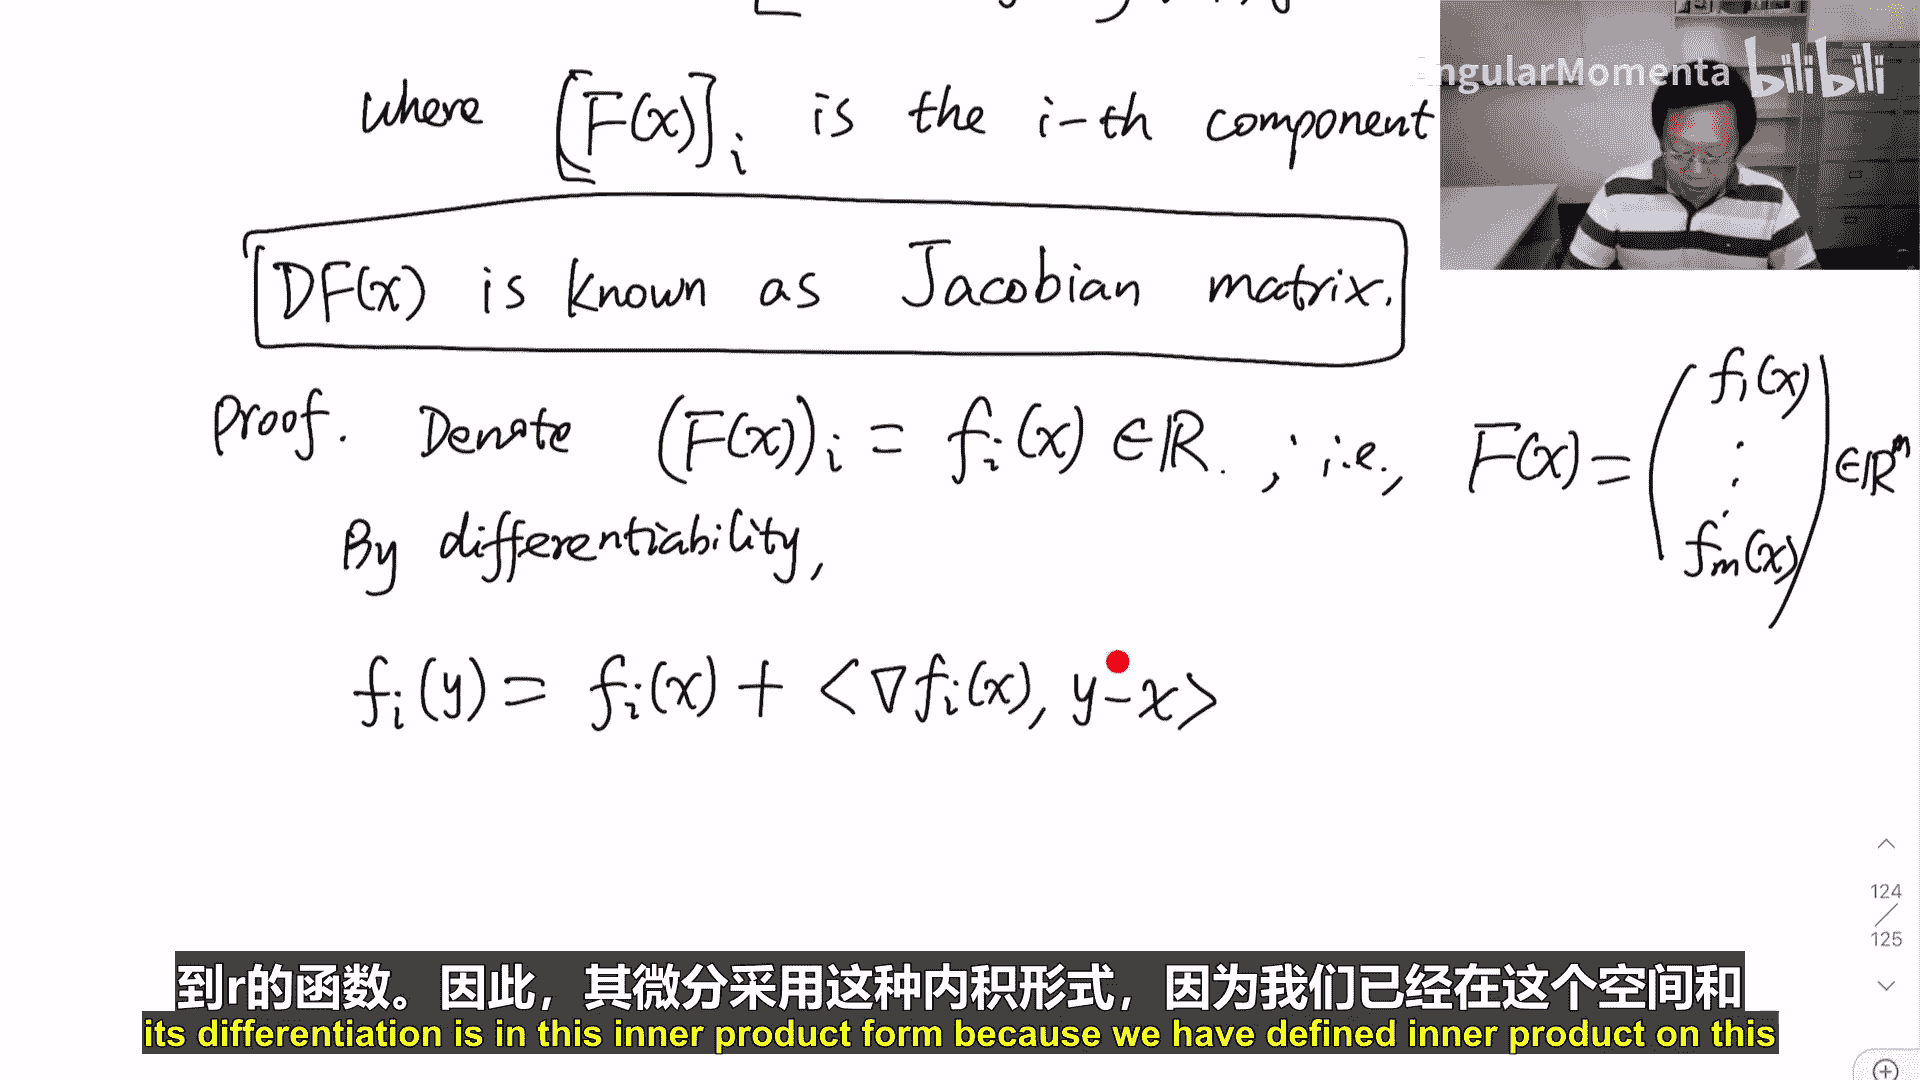 ngularMomenta bilibili
where [F(x)]i is the i-th component
DF(x) is known as Jacobian matrix.
Proof. Denote (F(x))i = fi(x) ∈ ℝ. ; i.e., F(x) = (f1(x) ⋮ fm(x)) ∈ ℝ^m
By differentiability,
fi(y) = fi(x) + <∇fi(x), y-x>
124
/
125
到r的函数。因此，其微分采用这种内积形式，因为我们已经在这个空间和
its differentiation is in this inner product form because we have defined inner product on this